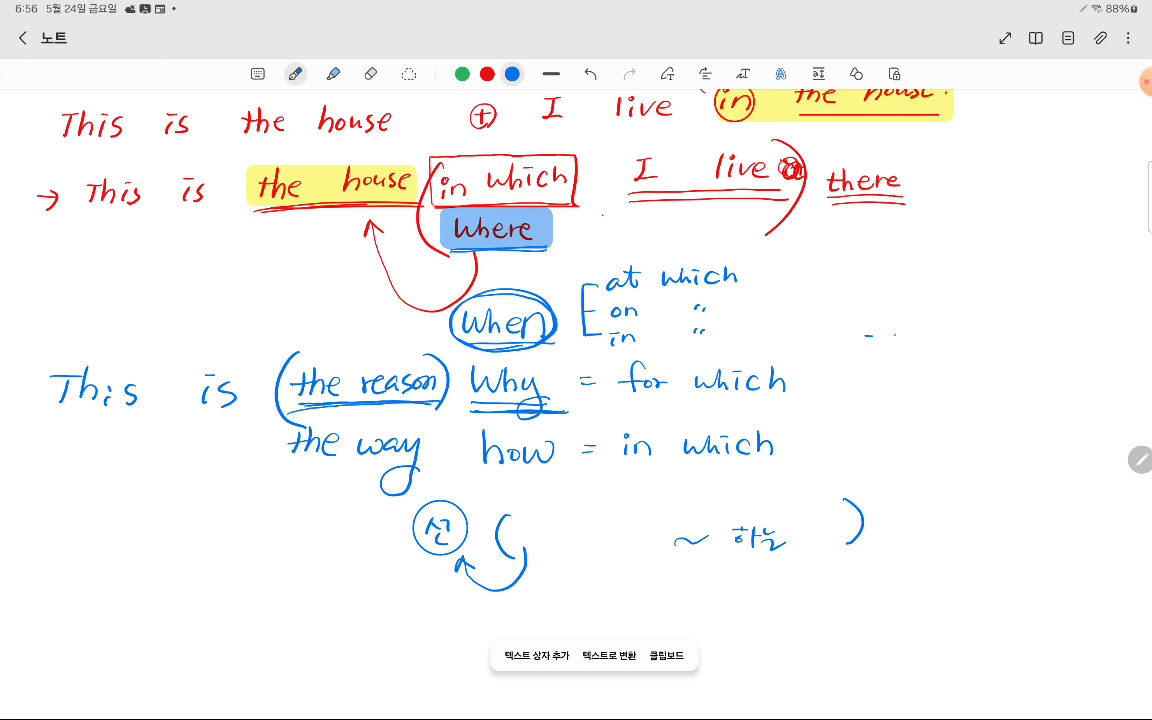 6:56 5월 24일 금요일 88%
노트
This is the house + I live in the house.
→ This is the house in which I live there
where
when at which
on "
in "
This is (the reason) why = for which
the way how = in which
선 ( ~ 하는 )
텍스트 상자 추가 텍스트로 변환 클립보드